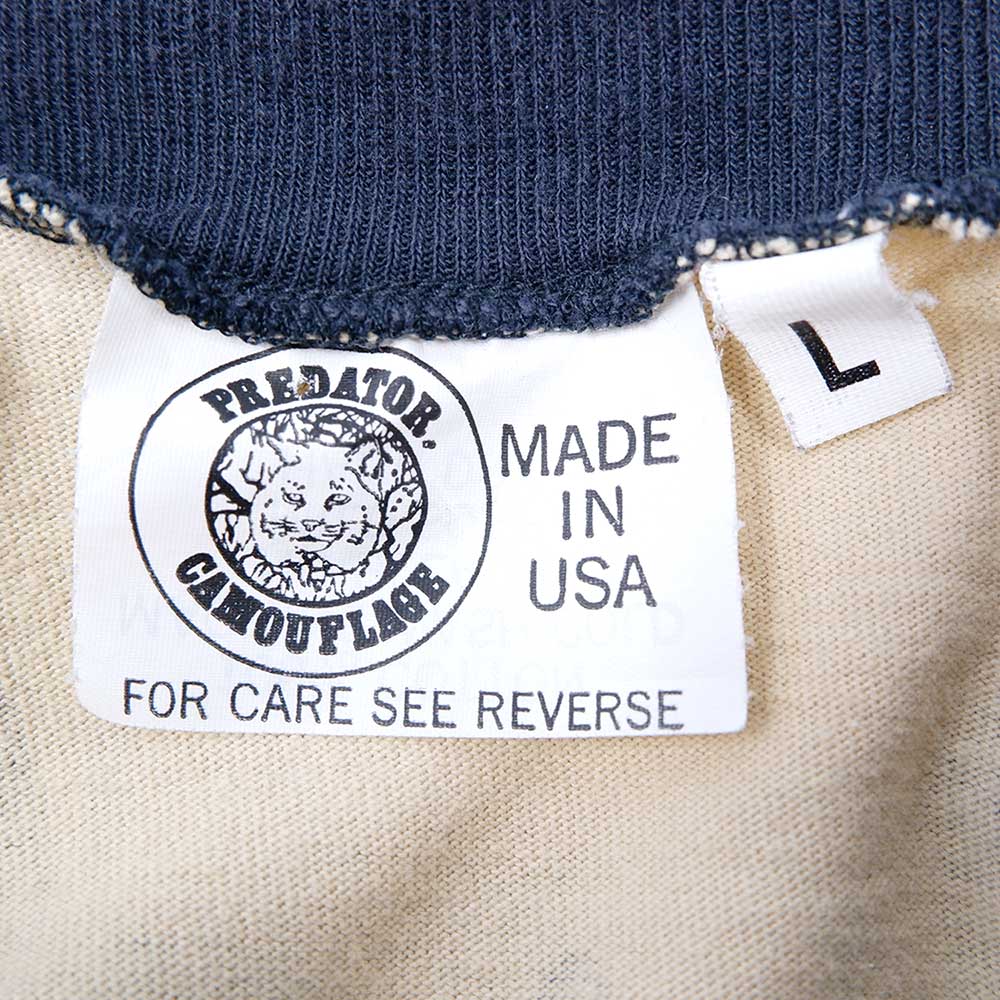 PREDATOR.
CAMOUFLAGE
MADE
IN
USA
FOR CARE SEE REVERSE
L